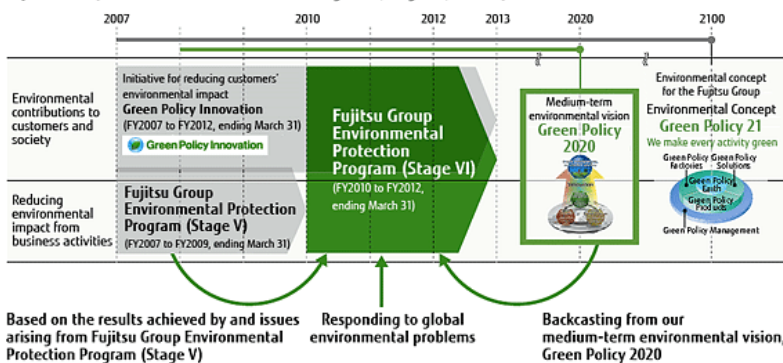 2007 2010 2012 2013 2020 2100
Environmental
contributions to
customers and
society
Initiative for reducing customers'
environmental impact
Green Policy Innovation
(FY2007 to FY2012, ending March 31)
Green Policy Innovation
Reducing
environmental
impact from
business activities
Fujitsu Group
Environmental Protection
Program (Stage V)
(FY2007 to FY2009, ending March 31)
Fujitsu Group
Environmental
Protection
Program (Stage VI)
(FY2010 to FY2012,
ending March 31)
Medium-term
environmental vision
Green Policy
2020
Environmental concept
for the Fujitsu Group
Environmental Concept
Green Policy 21
We make every activity green
Green Policy
Factories
Green Policy
Solutions
Green Policy
Earth
Green Policy
Products
Green Policy Management
Based on the results achieved by and issues
arising from Fujitsu Group Environmental
Protection Program (Stage V)
Responding to global
environmental problems
Backcasting from our
medium-term environmental vision,
Green Policy 2020